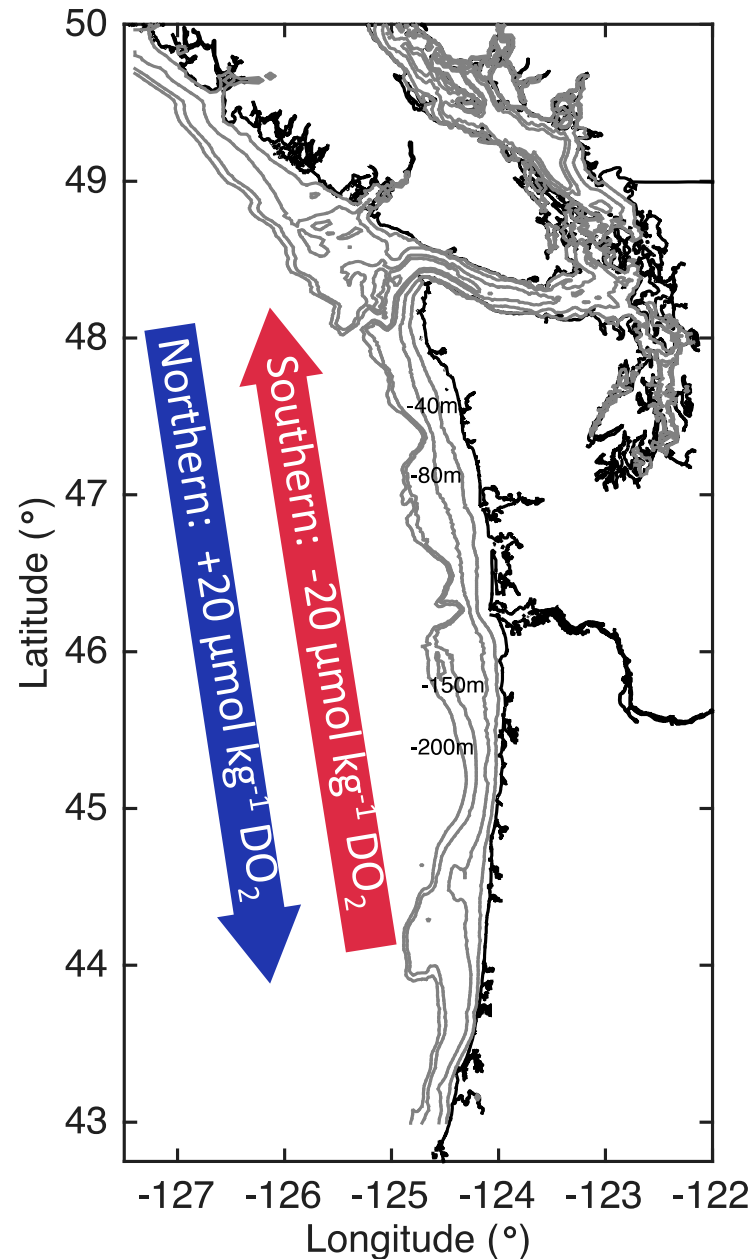 50
49
48
47
46
45
44
43
Latitude (°)
-127 -126 -125 -124 -123 -122
Longitude (°)
Northern: +20 μmol kg⁻¹ DO₂
Southern: -20 μmol kg⁻¹ DO₂
-40m
-80m
-150m
-200m